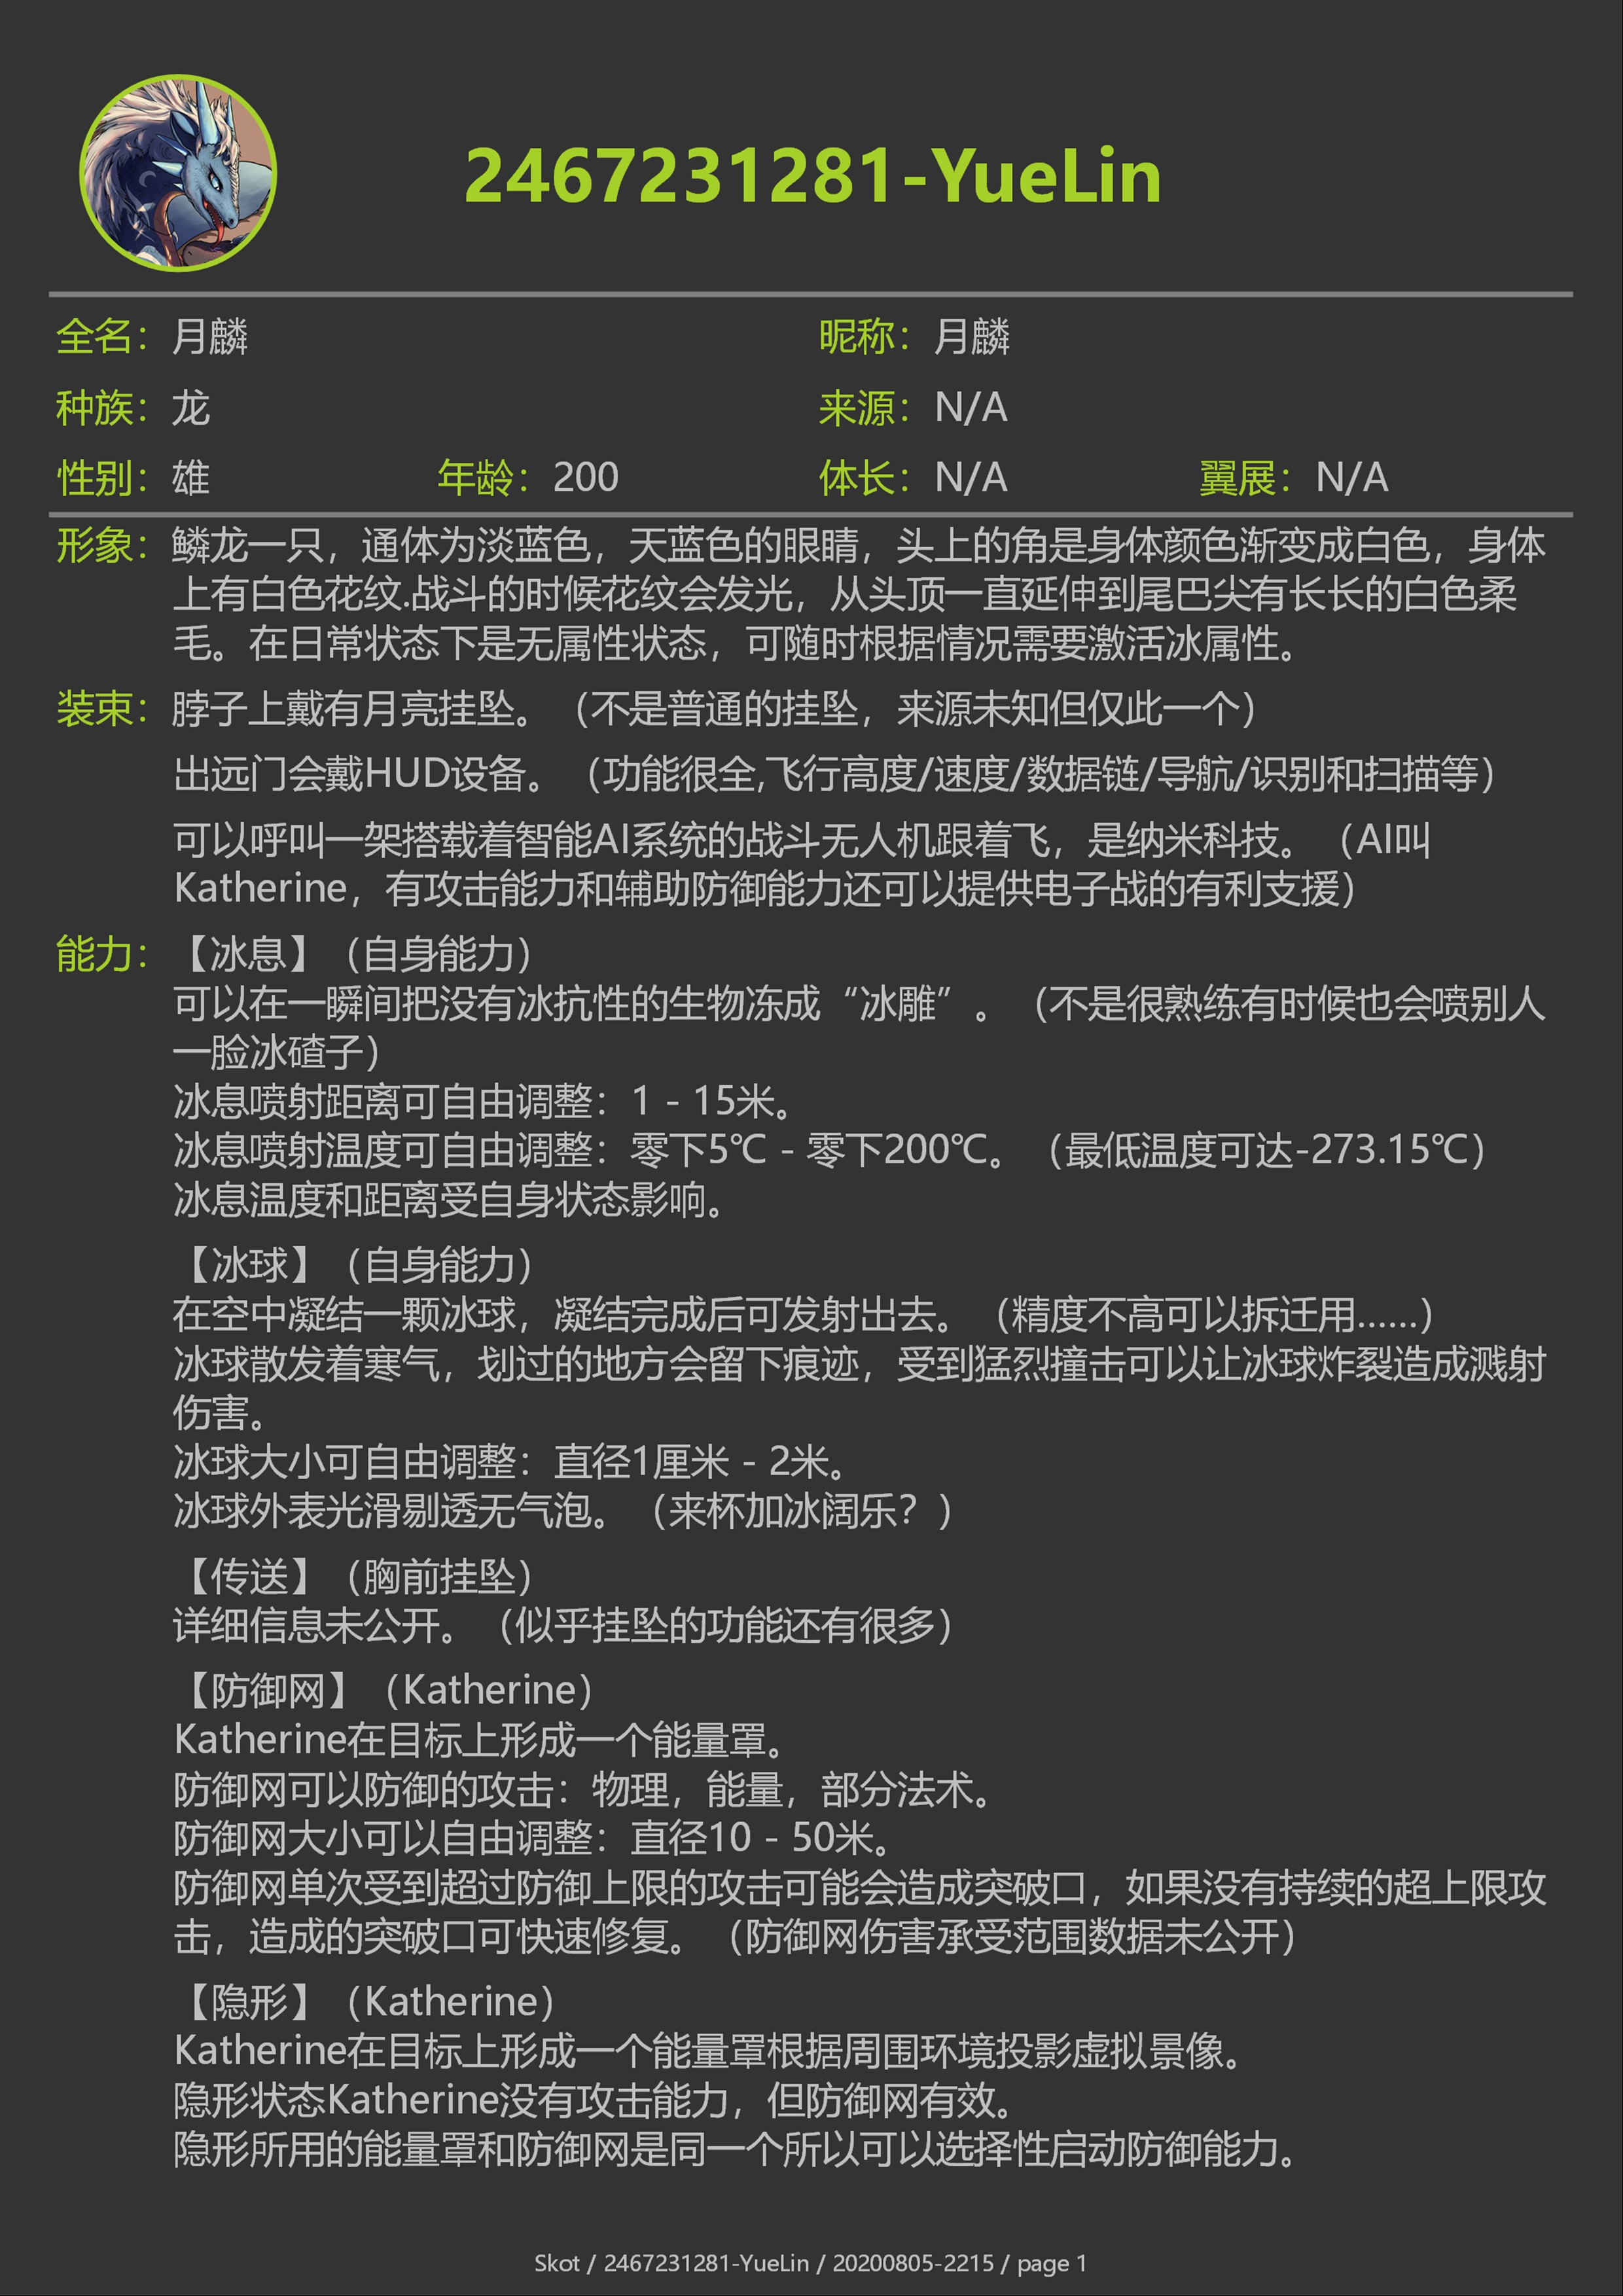 2467231281-YueLin
全名：月麟 昵称：月麟
种族：龙 来源：N/A
性别：雄 年龄：200 体长：N/A 翼展：N/A
形象：鳞龙一只，通体为淡蓝色，天蓝色的眼睛，头上的角是身体颜色渐变成白色，身体
上有白色花纹.战斗的时候花纹会发光，从头顶一直延伸到尾巴尖有长长的白色柔
毛。在日常状态下是无属性状态，可随时根据情况需要激活冰属性。
装束：脖子上戴有月亮挂坠。（不是普通的挂坠，来源未知但仅此一个）
出远门会戴HUD设备。（功能很全,飞行高度/速度/数据链/导航/识别和扫描等）
可以呼叫一架搭载着智能AI系统的战斗无人机跟着飞，是纳米科技。（AI叫
Katherine，有攻击能力和辅助防御能力还可以提供电子战的有利支援）
能力：【冰息】（自身能力）
可以在一瞬间把没有冰抗性的生物冻成“冰雕”。（不是很熟练有时候也会喷别人
一脸冰碴子）
冰息喷射距离可自由调整：1 - 15米。
冰息喷射温度可自由调整：零下5℃ - 零下200℃。（最低温度可达-273.15℃）
冰息温度和距离受自身状态影响。
【冰球】（自身能力）
在空中凝结一颗冰球，凝结完成后可发射出去。（精度不高可以拆迁用……）
冰球散发着寒气，划过的地方会留下痕迹，受到猛烈撞击可以让冰球炸裂造成溅射
伤害。
冰球大小可自由调整：直径1厘米 - 2米。
冰球外表光滑剔透无气泡。（来杯加冰阔乐？）
【传送】（胸前挂坠）
详细信息未公开。（似乎挂坠的功能还有很多）
【防御网】（Katherine）
Katherine在目标上形成一个能量罩。
防御网可以防御的攻击：物理，能量，部分法术。
防御网大小可以自由调整：直径10 - 50米。
防御网单次受到超过防御上限的攻击可能会造成突破口，如果没有持续的超上限攻
击，造成的突破口可快速修复。（防御网伤害承受范围数据未公开）
【隐形】（Katherine）
Katherine在目标上形成一个能量罩根据周围环境投影虚拟景像。
隐形状态Katherine没有攻击能力，但防御网有效。
隐形所用的能量罩和防御网是同一个所以可以选择性启动防御能力。
Skot / 2467231281-YueLin / 20200805-2215 / page 1